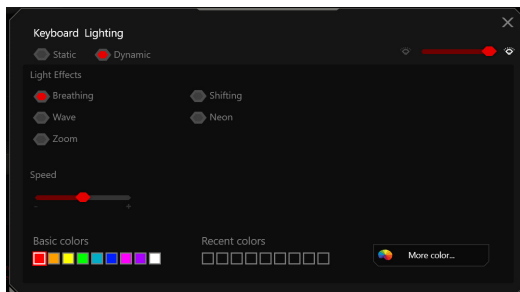 Keyboard Lighting
Static Dynamic
Light Effects
Breathing Shifting
Wave Neon
Zoom
Speed
- +
Basic colors Recent colors
More color...